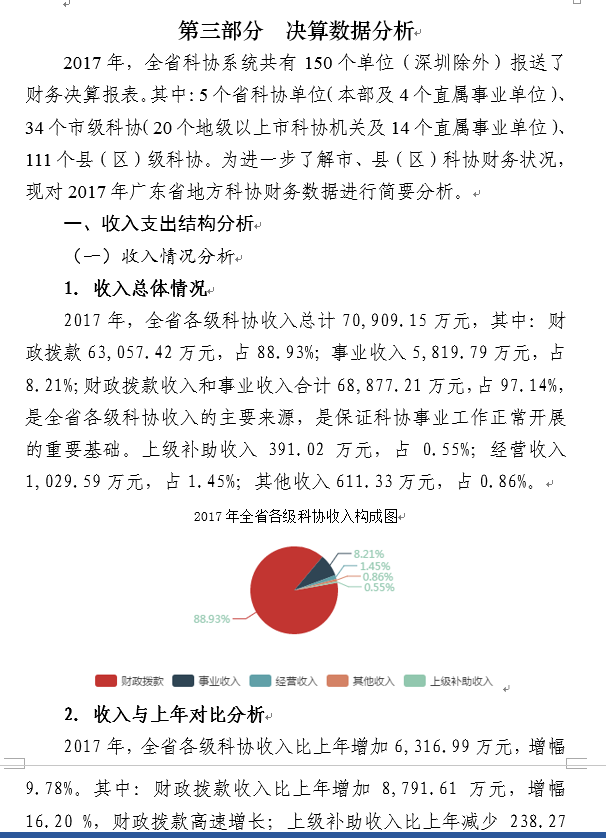 第三部分　决算数据分析
2017 年，全省科协系统共有 150 个单位（深圳除外）报送了
财务决算报表。其中：5 个省科协单位（本部及 4 个直属事业单位）、
34 个市级科协（20 个地级以上市科协机关及 14 个直属事业单位）、
111 个县（区）级科协。为进一步了解市、县（区）科协财务状况，
现对 2017 年广东省地方科协财务数据进行简要分析。
一、收入支出结构分析
（一）收入情况分析
1. 收入总体情况
2017 年，全省各级科协收入总计 70,909.15 万元，其中：财
政拨款 63,057.42 万元，占 88.93%；事业收入 5,819.79 万元，占
8.21%；财政拨款收入和事业收入合计 68,877.21 万元，占 97.14%，
是全省各级科协收入的主要来源，是保证科协事业工作正常开展
的重要基础。上级补助收入 391.02 万元，占 0.55%；经营收入
1,029.59 万元，占 1.45%；其他收入 611.33 万元，占 0.86%。
2017 年全省各级科协收入构成图
8.21%
1.45%
0.86%
0.55%
88.93%
财政拨款 事业收入 经营收入 其他收入 上级补助收入
2. 收入与上年对比分析
2017 年，全省各级科协收入比上年增加 6,316.99 万元，增幅
9.78%。其中：财政拨款收入比上年增加 8,791.61 万元，增幅
16.20 %，财政拨款高速增长；上级补助收入比上年减少 238.27